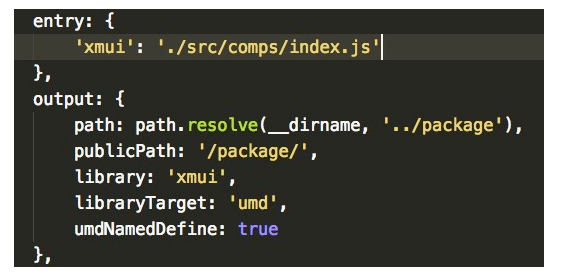 entry: {
'xmui': './src/comps/index.js'
},
output: {
path: path.resolve(__dirname, '../package'),
publicPath: '/package/',
library: 'xmui',
libraryTarget: 'umd',
umdNamedDefine: true
},